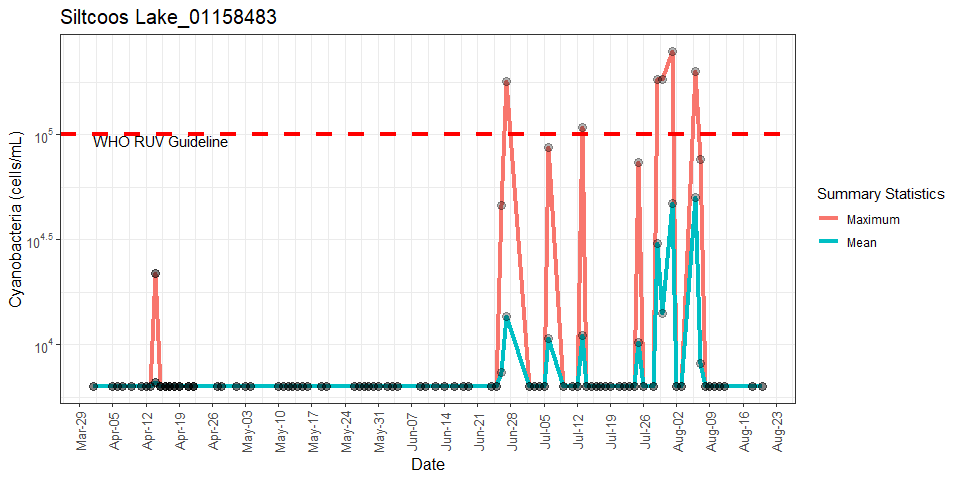 Siltcoos Lake_01158483
Cyanobacteria (cells/mL)
10^5
10^4.5
10^4
WHO RUV Guideline
Mar-29
Apr-05
Apr-12
Apr-19
Apr-26
May-03
May-10
May-17
May-24
May-31
Jun-07
Jun-14
Jun-21
Jun-28
Jul-05
Jul-12
Jul-19
Jul-26
Aug-02
Aug-09
Aug-16
Aug-23
Date
Summary Statistics
Maximum
Mean